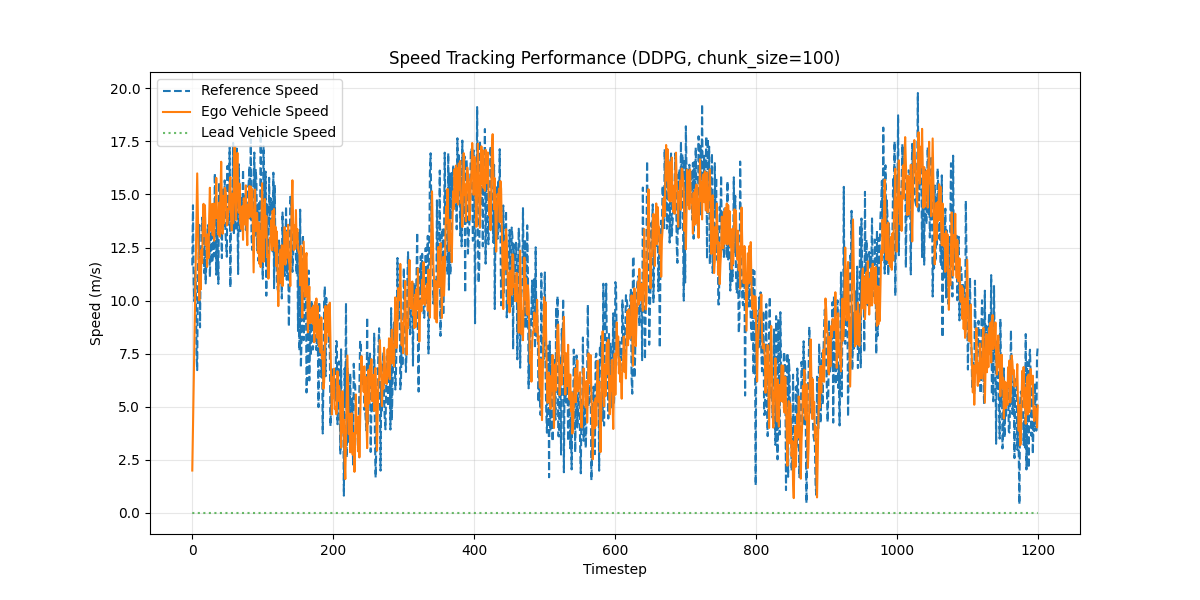 Speed Tracking Performance (DDPG, chunk_size=100)
Reference Speed
Ego Vehicle Speed
Lead Vehicle Speed
20.0
17.5
15.0
12.5
10.0
7.5
5.0
2.5
0.0
Speed (m/s)
0 200 400 600 800 1000 1200
Timestep